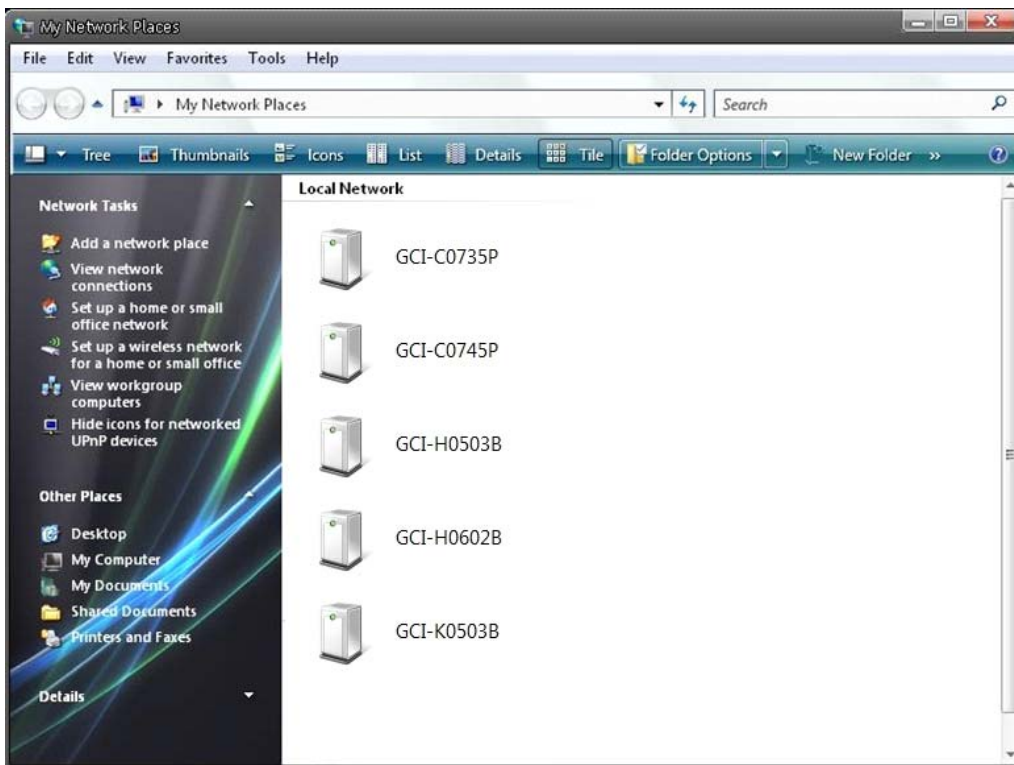 My Network Places
File Edit View Favorites Tools Help
My Network Places
Search
Tree Thumbnails Icons List Details Tile Folder Options New Folder »
Network Tasks
Add a network place
View network
connections
Set up a home or small
office network
Set up a wireless network
for a home or small office
View workgroup
computers
Hide icons for networked
UPnP devices
Other Places
Desktop
My Computer
My Documents
Shared Documents
Printers and Faxes
Details
Local Network
GCI-C0735P
GCI-C0745P
GCI-H0503B
GCI-H0602B
GCI-K0503B